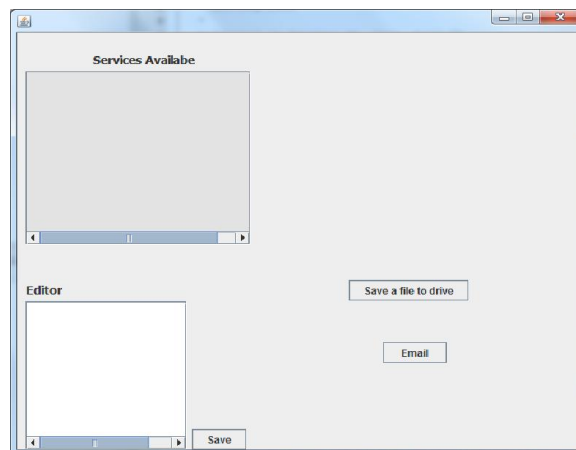 Services Availabe
Editor
Save a file to drive
Email
Save